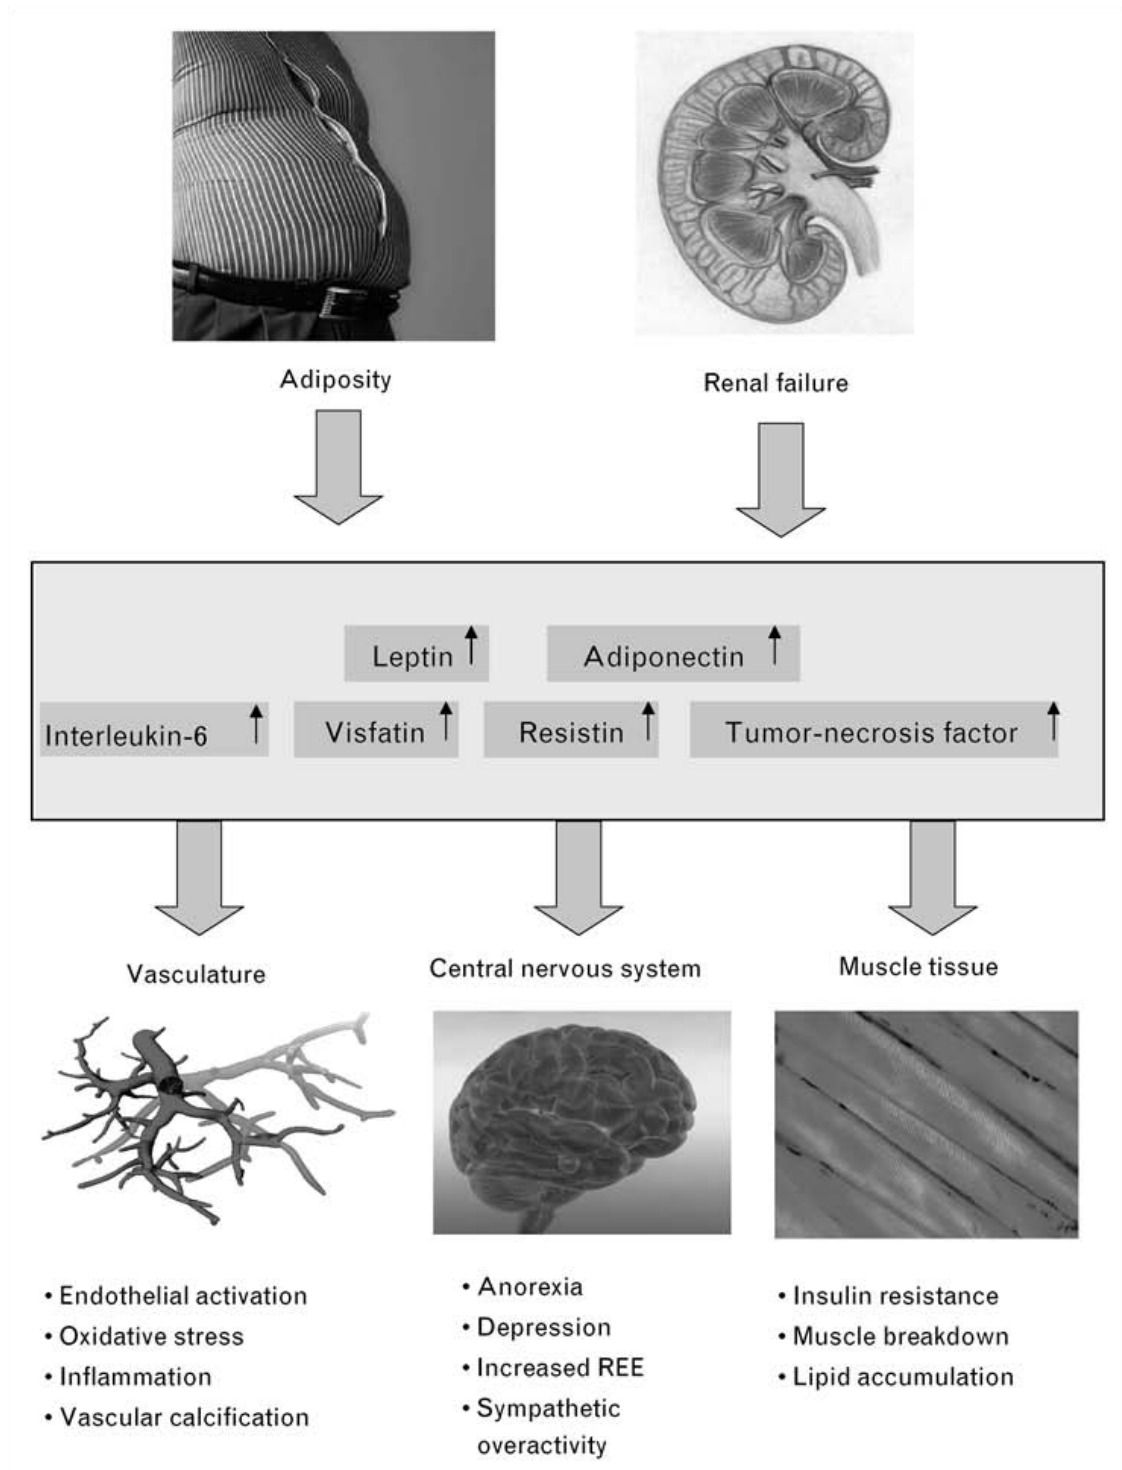 Adiposity
Renal failure
Leptin ↑
Adiponectin ↑
Interleukin-6 ↑
Visfatin ↑
Resistin ↑
Tumor-necrosis factor ↑
Vasculature
Central nervous system
Muscle tissue
• Endothelial activation
• Oxidative stress
• Inflammation
• Vascular calcification
• Anorexia
• Depression
• Increased REE
• Sympathetic
overactivity
• Insulin resistance
• Muscle breakdown
• Lipid accumulation